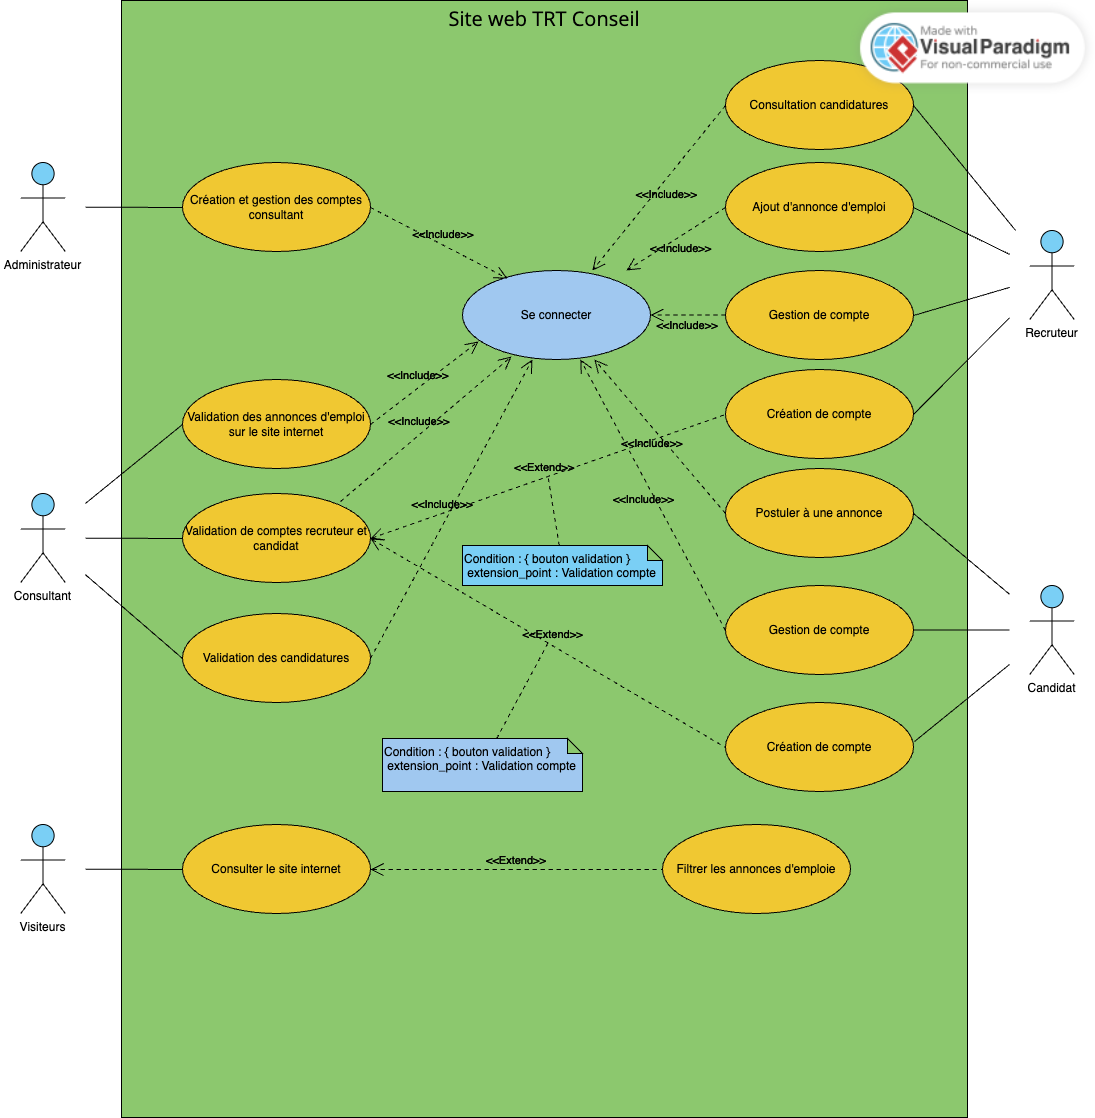 Site web TRT Conseil
Made with
VisualParadigm
For non-commercial use
Consultation candidatures
<<Include>>
Création et gestion des comptes
consultant
Ajout d'annonce d'emploi
<<Include>>
<<Include>>
Administrateur
Se connecter
Gestion de compte
<<Include>>
Recruteur
<<Include>>
Validation des annonces d'emploi
sur le site internet
<<Include>>
Création de compte
<<Include>>
<<Extend>>
<<Include>>
<<Include>>
Postuler à une annonce
Validation de comptes recruteur et
candidat
Condition : { bouton validation }
extension_point : Validation compte
Consultant
<<Extend>>
Gestion de compte
Validation des candidatures
Candidat
Création de compte
Condition : { bouton validation }
extension_point : Validation compte
Consulter le site internet
<<Extend>>
Filtrer les annonces d'emploie
Visiteurs